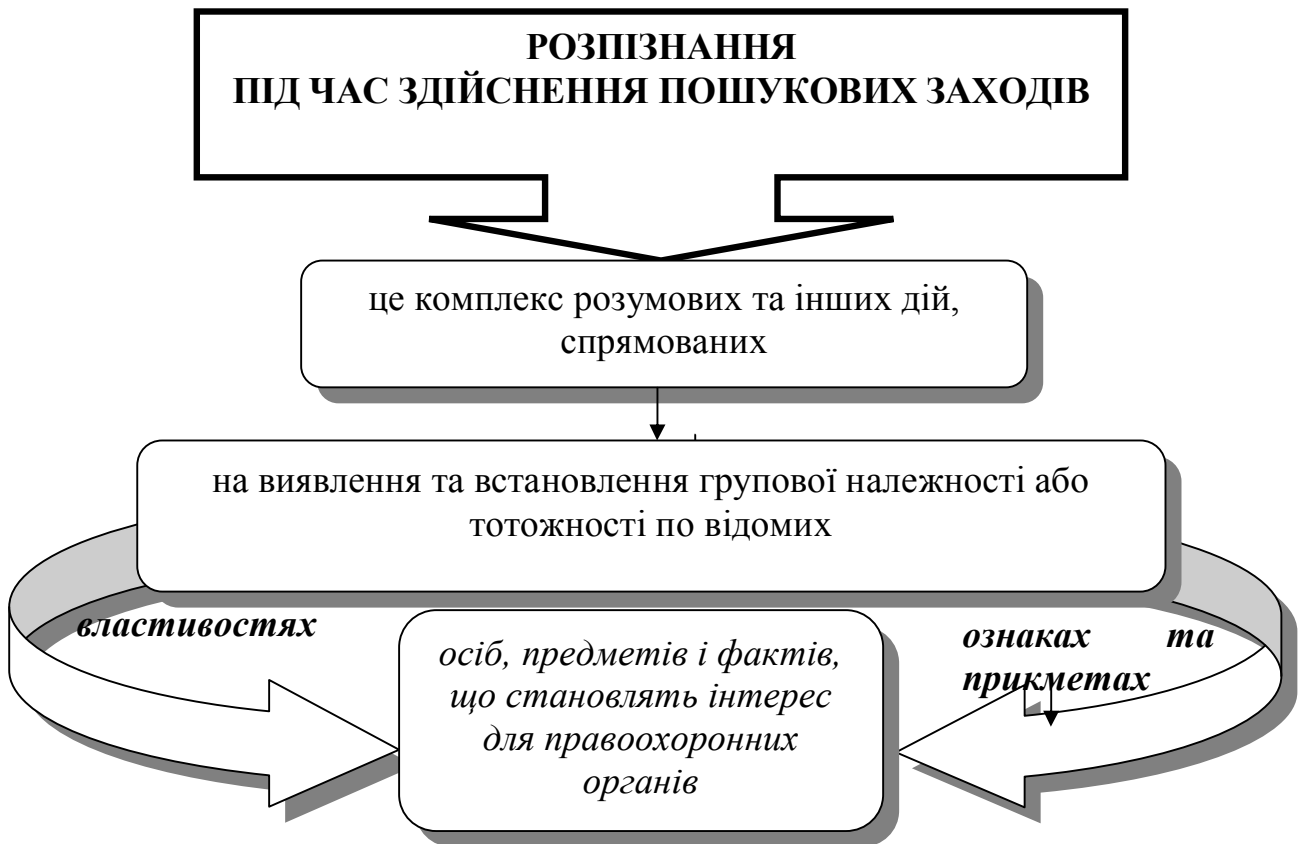 РОЗПІЗНАННЯ
ПІД ЧАС ЗДІЙСНЕННЯ ПОШУКОВИХ ЗАХОДІВ
це комплекс розумових та інших дій,
спрямованих
на виявлення та встановлення групової належності або
тотожності по відомих
властивостях
ознаках та
прикметах
осіб, предметів і фактів,
що становлять інтерес
для правоохоронних
органів